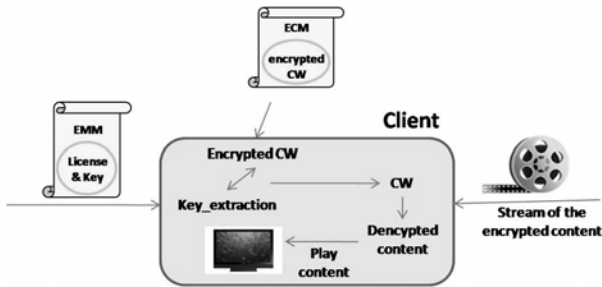 ECM
encrypted
CW
EMM
License
& Key
Client
Encrypted CW
CW
Key_extraction
Dencypted
content
Play
content
Stream of the
encrypted content